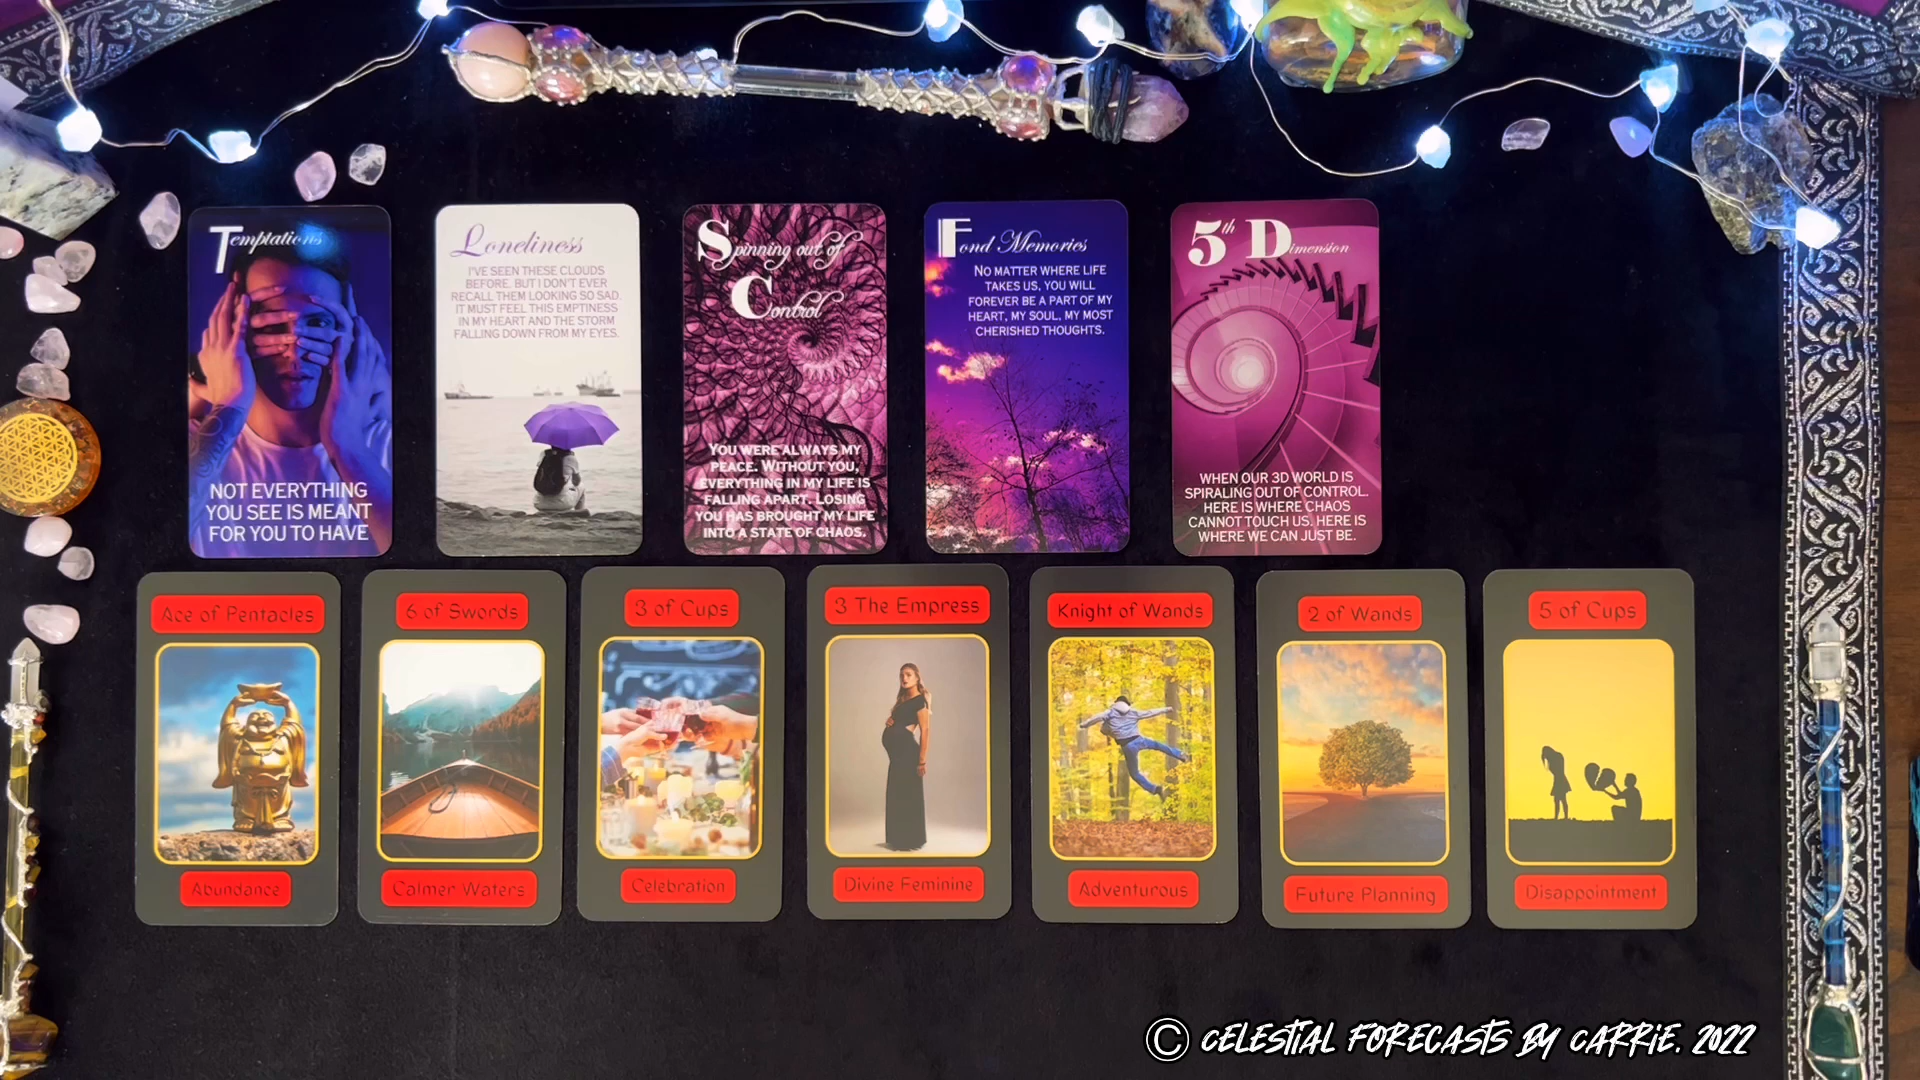 Temptations
NOT EVERYTHING
YOU SEE IS MEANT
FOR YOU TO HAVE
Loneliness
I'VE SEEN THESE CLOUDS
BEFORE, BUT I DON'T EVER
RECALL THEM LOOKING SO SAD.
IT MUST FEEL THIS EMPTINESS
IN MY HEART AND THE STORM
FALLING DOWN FROM MY EYES.
Spinning out of
Control
YOU WERE ALWAYS MY
PEACE. WITHOUT YOU,
EVERYTHING IN MY LIFE IS
FALLING APART. LOSING
YOU HAS BROUGHT MY LIFE
INTO A STATE OF CHAOS.
Fond Memories
NO MATTER WHERE LIFE
TAKES US, YOU WILL
FOREVER BE A PART OF MY
HEART, MY SOUL, MY MOST
CHERISHED THOUGHTS.
5th Dimension
WHEN OUR 3D WORLD IS
SPIRALING OUT OF CONTROL.
HERE IS WHERE CHAOS
CANNOT TOUCH US. HERE IS
WHERE WE CAN JUST BE.
Ace of Pentacles
Abundance
6 of Swords
Calmer Waters
3 of Cups
Celebration
3 The Empress
Divine Feminine
Knight of Wands
Adventurous
2 of Wands
Future Planning
5 of Cups
Disappointment
© CELESTIAL FORECASTS BY CARRIE. 2022